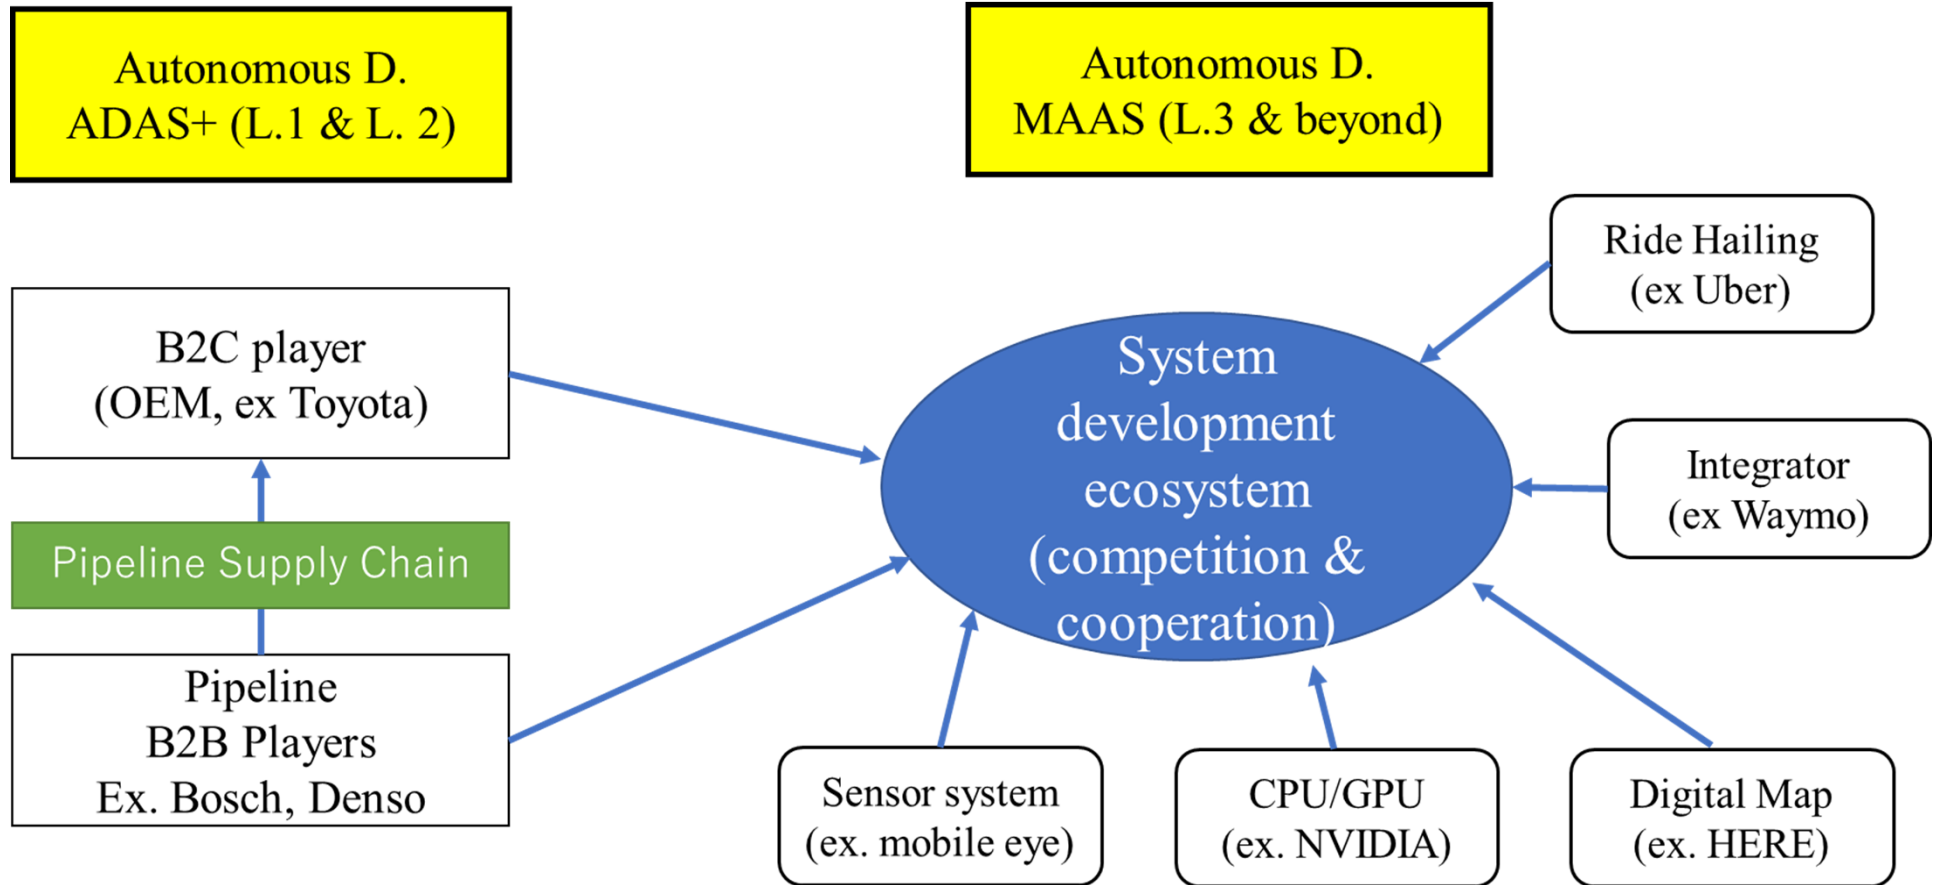 Autonomous D.
ADAS+ (L.1 & L. 2)
Autonomous D.
MAAS (L.3 & beyond)
B2C player
(OEM, ex Toyota)
Pipeline Supply Chain
Pipeline
B2B Players
Ex. Bosch, Denso
System
development
ecosystem
(competition &
cooperation)
Ride Hailing
(ex Uber)
Integrator
(ex Waymo)
Sensor system
(ex. mobile eye)
CPU/GPU
(ex. NVIDIA)
Digital Map
(ex. HERE)